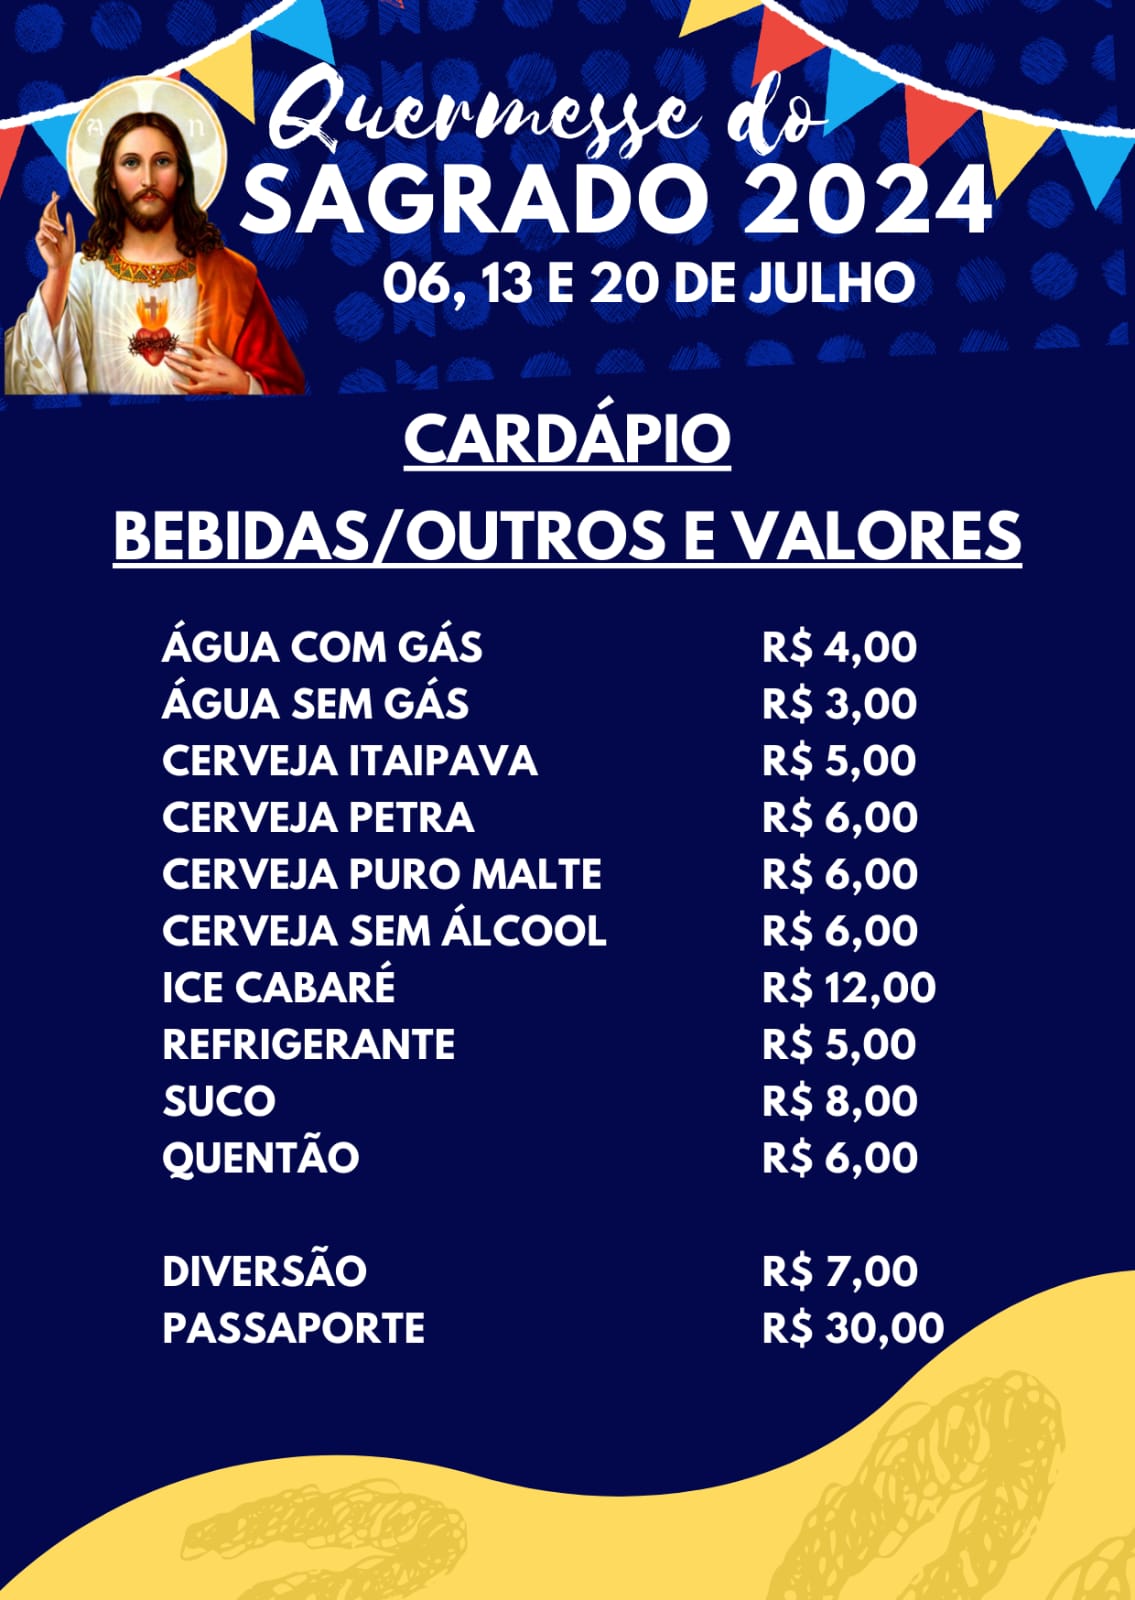 Quermesse do
SAGRADO 2024
06, 13 E 20 DE JULHO
CARDÁPIO
BEBIDAS/OUTROS E VALORES
ÁGUA COM GÁS R$ 4,00
ÁGUA SEM GÁS R$ 3,00
CERVEJA ITAIPAVA R$ 5,00
CERVEJA PETRA R$ 6,00
CERVEJA PURO MALTE R$ 6,00
CERVEJA SEM ÁLCOOL R$ 6,00
ICE CABARÉ R$ 12,00
REFRIGERANTE R$ 5,00
SUCO R$ 8,00
QUENTÃO R$ 6,00
DIVERSÃO R$ 7,00
PASSAPORTE R$ 30,00